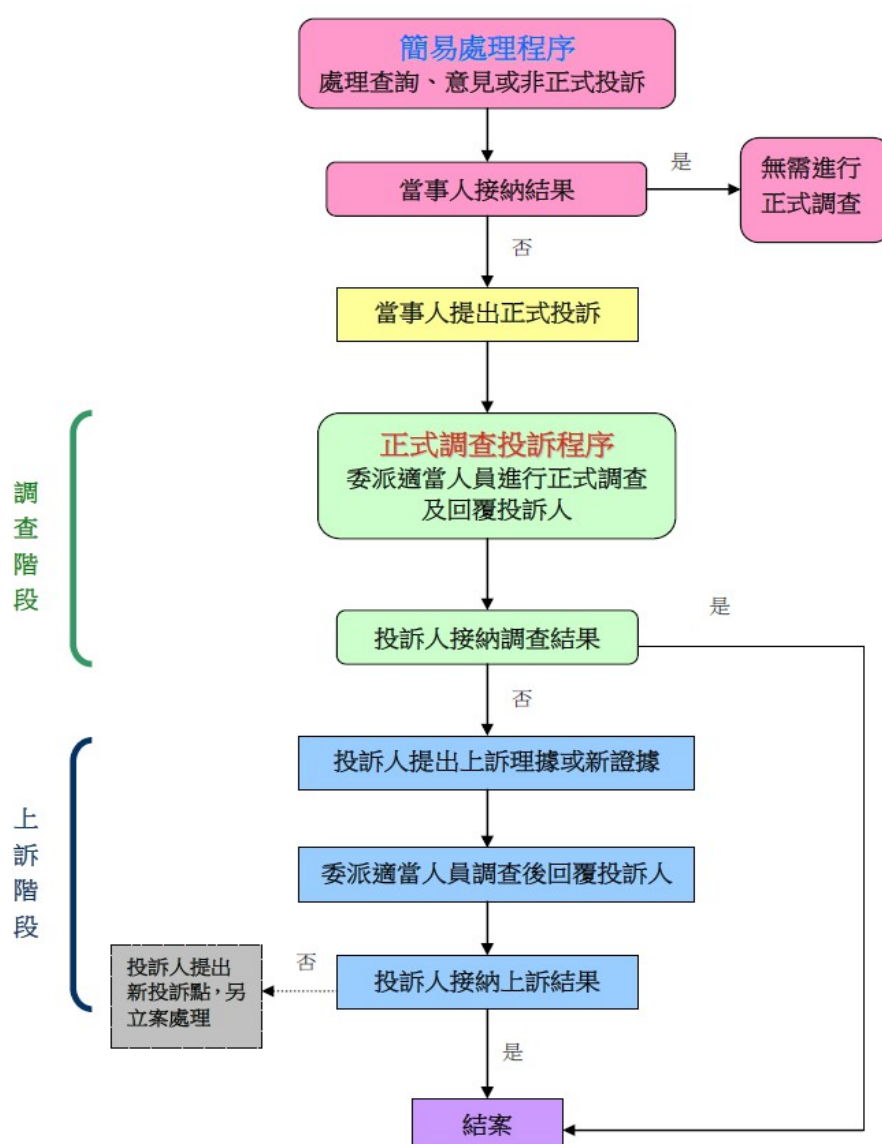 簡易處理程序
處理查詢、意見或非正式投訴
當事人接納結果
是
無需進行
正式調查
否
當事人提出正式投訴
調查階段
正式調查投訴程序
委派適當人員進行正式調查
及回覆投訴人
投訴人接納調查結果
是
否
上訴階段
投訴人提出上訴理據或新證據
委派適當人員調查後回覆投訴人
投訴人接納上訴結果
否
投訴人提出
新投訴點，另
立案處理
是
結案